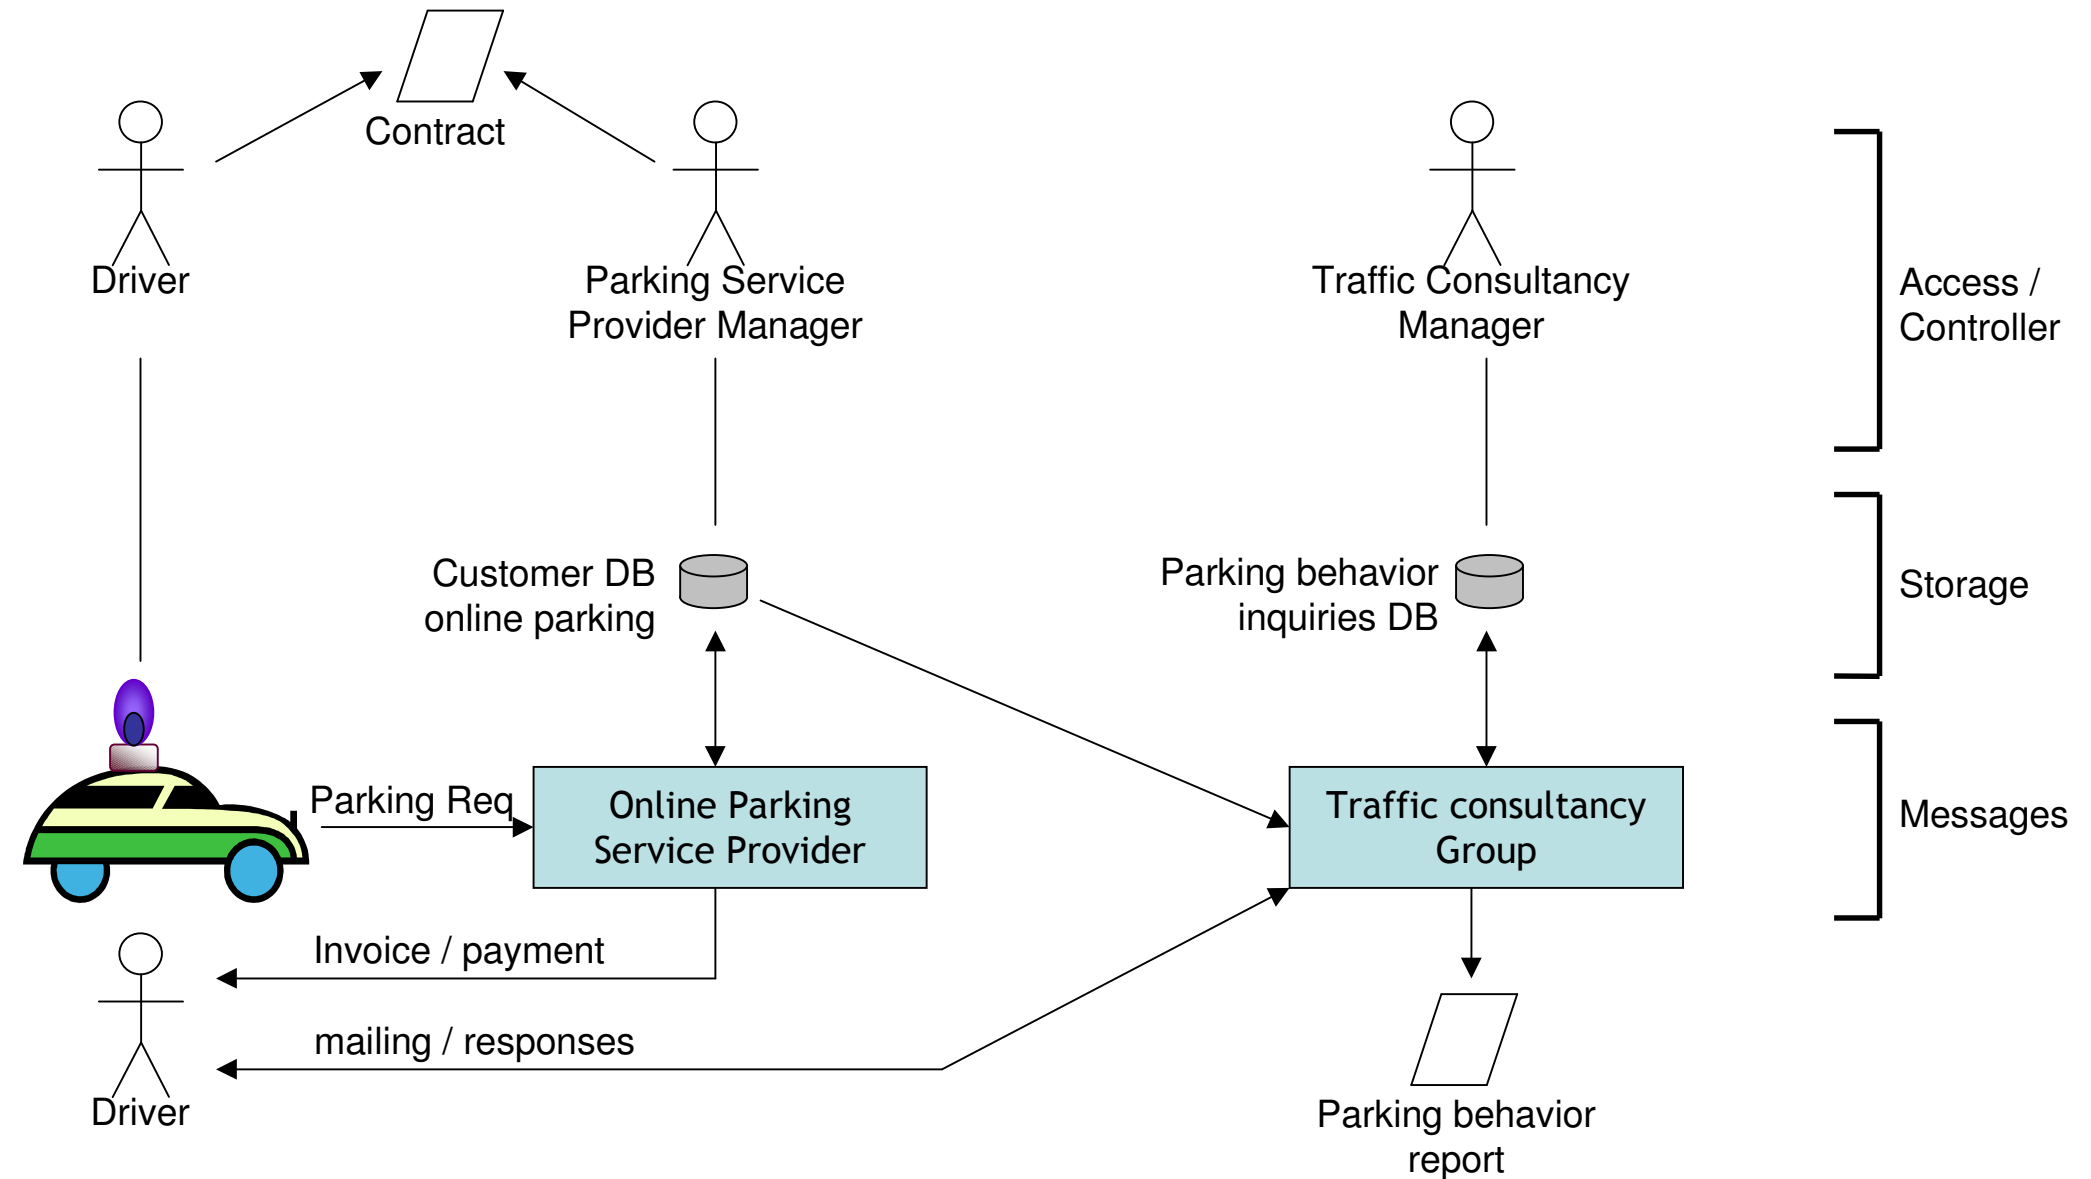 Contract
Driver
Parking Service
Provider Manager
Traffic Consultancy
Manager
Access /
Controller
Customer DB
online parking
Parking behavior
inquiries DB
Storage
Parking Req
Online Parking
Service Provider
Traffic consultancy
Group
Messages
Invoice / payment
mailing / responses
Driver
Parking behavior
report